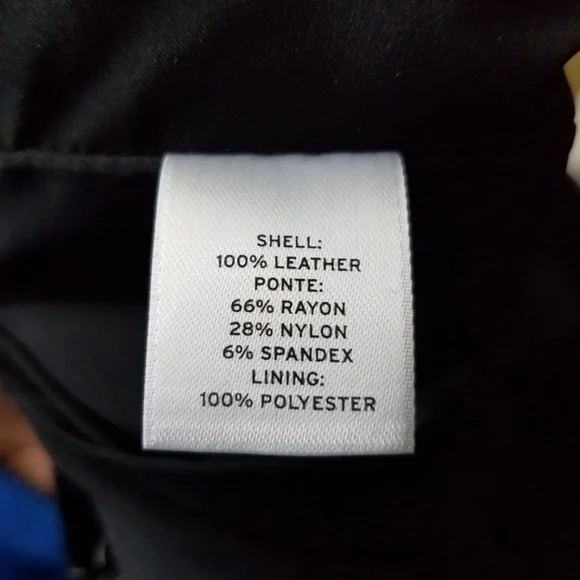 SHELL:
100% LEATHER
PONTE:
66% RAYON
28% NYLON
6% SPANDEX
LINING:
100% POLYESTER